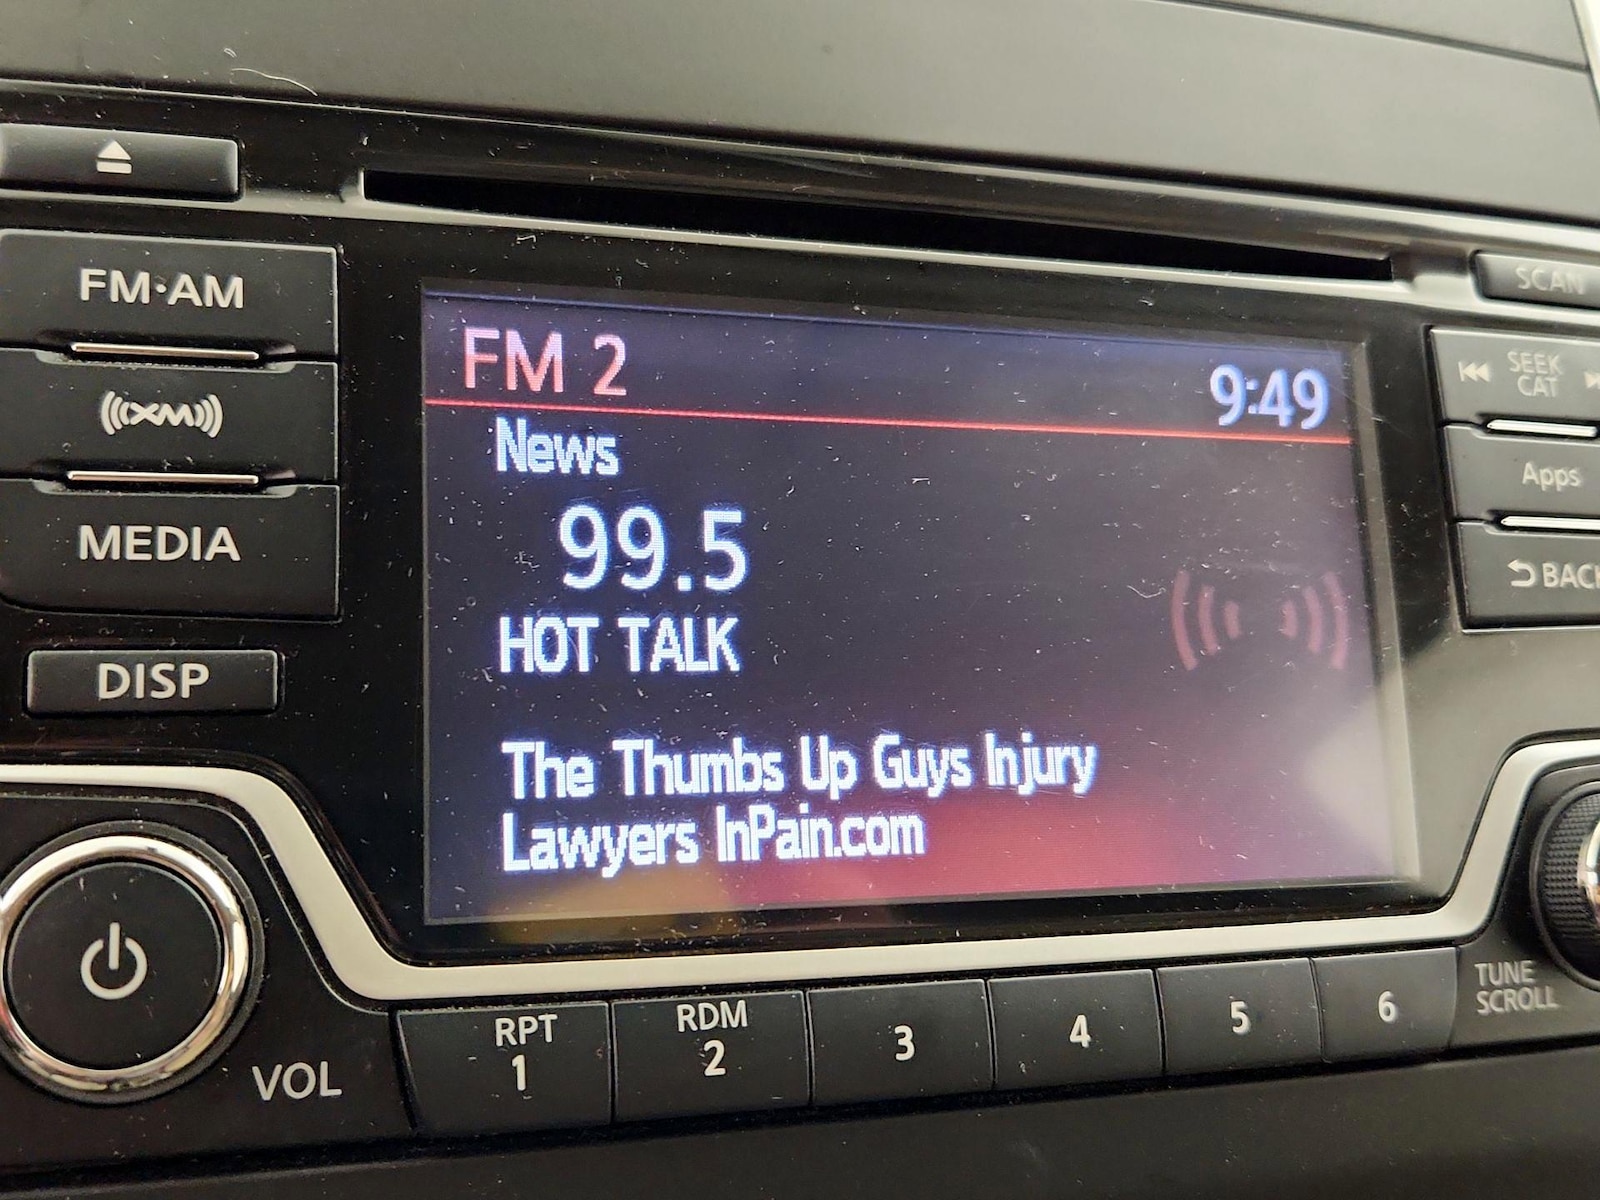 SCAN
FM·AM
XM
MEDIA
DISP
VOL
FM 2
9:49
News
99.5
HOT TALK
The Thumbs Up Guys Injury
Lawyers InPain.com
SEEK
CAT
Apps
BACK
TUNE
SCROLL
RPT
1
RDM
2
3
4
5
6